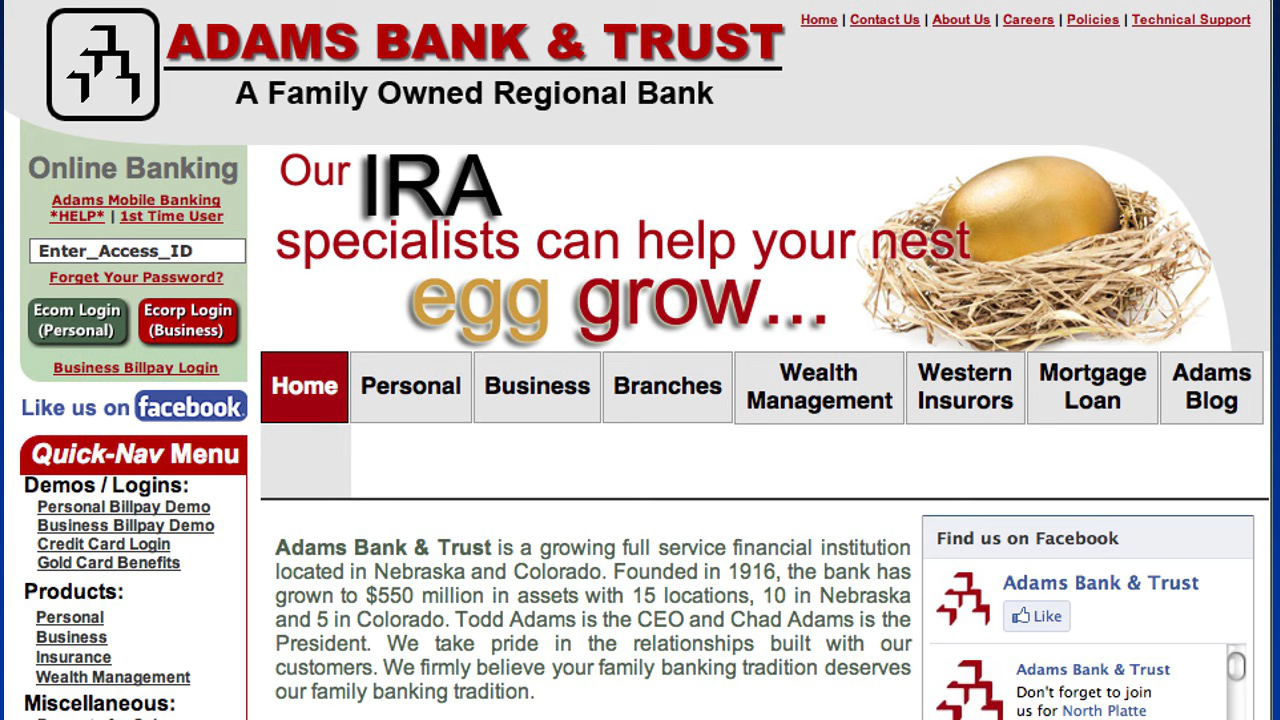 ADAMS BANK & TRUST
A Family Owned Regional Bank
Home | Contact Us | About Us | Careers | Policies | Technical Support
Online Banking
Adams Mobile Banking
*HELP* | 1st Time User
Enter_Access_ID
Forget Your Password?
Ecom Login
(Personal)
Ecorp Login
(Business)
Business Billpay Login
Like us on facebook
Quick-Nav Menu
Demos / Logins:
Personal Billpay Demo
Business Billpay Demo
Credit Card Login
Gold Card Benefits
Products:
Personal
Business
Insurance
Wealth Management
Miscellaneous:
Our IRA
specialists can help your nest
egg grow...
Home
Personal
Business
Branches
Wealth
Management
Western
Insurors
Mortgage
Loan
Adams
Blog
Adams Bank & Trust is a growing full service financial institution
located in Nebraska and Colorado. Founded in 1916, the bank has
grown to $550 million in assets with 15 locations, 10 in Nebraska
and 5 in Colorado. Todd Adams is the CEO and Chad Adams is the
President. We take pride in the relationships built with our
customers. We firmly believe your family banking tradition deserves
our family banking tradition.
Find us on Facebook
Adams Bank & Trust
Like
Adams Bank & Trust
Don't forget to join
us for North Platte